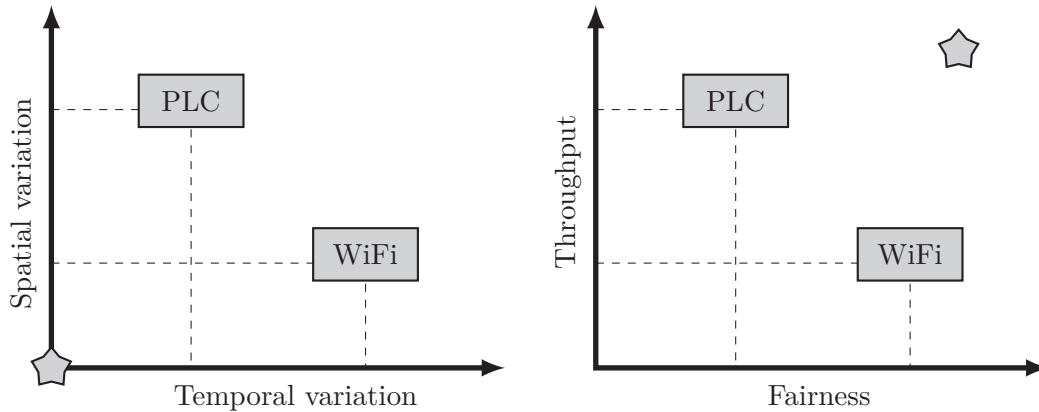 Spatial variation
PLC
WiFi
Temporal variation
Throughput
PLC
WiFi
Fairness